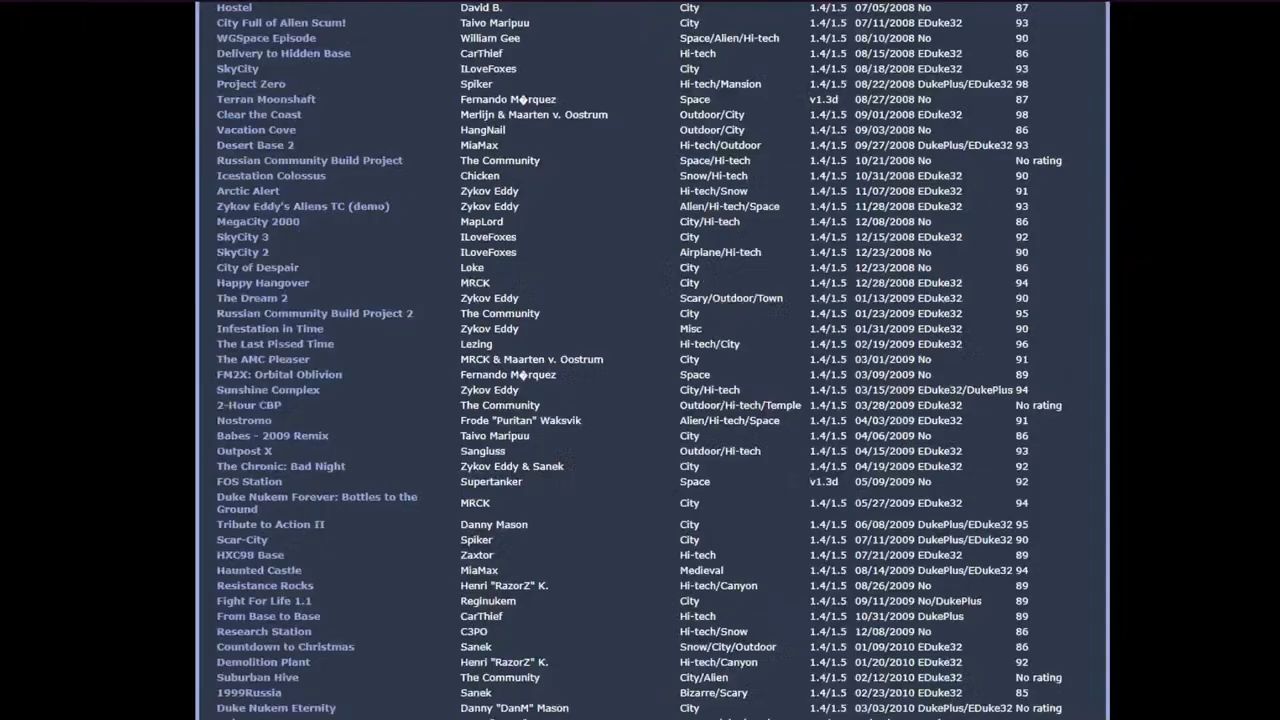 Hostel David B. City 1.4/1.5 07/05/2008 No 87
City Full of Alien Scum! Taivo Maripuu City 1.4/1.5 07/11/2008 EDuke32 93
WGSpace Episode William Gee Space/Alien/Hi-tech 1.4/1.5 08/10/2008 No 90
Delivery to Hidden Base CarThief Hi-tech 1.4/1.5 08/15/2008 EDuke32 86
SkyCity ILoveFoxes City 1.4/1.5 08/18/2008 EDuke32 93
Project Zero Spiker Hi-tech/Mansion 1.4/1.5 08/22/2008 DukePlus/EDuke32 98
Terran Moonshaft Fernando M�rquez Space v1.3d 08/27/2008 No 87
Clear the Coast Merlijn & Maarten v. Oostrum Outdoor/City 1.4/1.5 09/01/2008 EDuke32 98
Vacation Cove HangNail Outdoor/City 1.4/1.5 09/03/2008 No 86
Desert Base 2 MiaMax Hi-tech/Outdoor 1.4/1.5 09/27/2008 DukePlus/EDuke32 93
Russian Community Build Project The Community Space/Hi-tech 1.4/1.5 10/21/2008 No No rating
Icestation Colossus Chicken Snow/Hi-tech 1.4/1.5 10/31/2008 EDuke32 90
Arctic Alert Zykov Eddy Hi-tech/Snow 1.4/1.5 11/07/2008 EDuke32 91
Zykov Eddy's Aliens TC (demo) Zykov Eddy Alien/Hi-tech/Space 1.4/1.5 11/28/2008 EDuke32 93
MegaCity 2000 MapLord City/Hi-tech 1.4/1.5 12/08/2008 No 86
SkyCity 3 ILoveFoxes City 1.4/1.5 12/15/2008 EDuke32 92
SkyCity 2 ILoveFoxes Airplane/Hi-tech 1.4/1.5 12/23/2008 No 90
City of Despair Loke City 1.4/1.5 12/23/2008 No 86
Happy Hangover MRCK City 1.4/1.5 12/28/2008 EDuke32 94
The Dream 2 Zykov Eddy Scary/Outdoor/Town 1.4/1.5 01/13/2009 EDuke32 90
Russian Community Build Project 2 The Community City 1.4/1.5 01/23/2009 EDuke32 95
Infestation in Time Zykov Eddy Misc 1.4/1.5 01/31/2009 EDuke32 90
The Last Pissed Time Lezing Hi-tech/City 1.4/1.5 02/19/2009 EDuke32 96
The AMC Pleaser MRCK & Maarten v. Oostrum City 1.4/1.5 03/01/2009 No 91
FM2X: Orbital Oblivion Fernando M�rquez Space 1.4/1.5 03/09/2009 No 89
Sunshine Complex Zykov Eddy City/Hi-tech 1.4/1.5 03/15/2009 EDuke32/DukePlus 94
2-Hour CBP The Community Outdoor/Hi-tech/Temple 1.4/1.5 03/28/2009 EDuke32 No rating
Nostromo Frode "Puritan" Waksvik Alien/Hi-tech/Space 1.4/1.5 04/03/2009 EDuke32 91
Babes - 2009 Remix Taivo Maripuu City 1.4/1.5 04/06/2009 No 86
Outpost X Sangluss Outdoor/Hi-tech 1.4/1.5 04/15/2009 EDuke32 93
The Chronic: Bad Night Zykov Eddy & Sanek City 1.4/1.5 04/19/2009 EDuke32 92
FOS Station Supertanker Space v1.3d 05/09/2009 No 92
Duke Nukem Forever: Bottles to the
Ground MRCK City 1.4/1.5 05/27/2009 EDuke32 94
Tribute to Action II Danny Mason City 1.4/1.5 06/08/2009 DukePlus/EDuke32 95
Scar-City Spiker City 1.4/1.5 07/11/2009 DukePlus/EDuke32 90
HXC98 Base Zaxtor Hi-tech 1.4/1.5 07/21/2009 EDuke32 89
Haunted Castle MiaMax Medieval 1.4/1.5 08/14/2009 DukePlus/EDuke32 94
Resistance Rocks Henri "RazorZ" K. Hi-tech/Canyon 1.4/1.5 08/26/2009 No 89
Fight For Life 1.1 Reginukem City 1.4/1.5 09/11/2009 No/DukePlus 89
From Base to Base CarThief Hi-tech 1.4/1.5 10/31/2009 DukePlus 89
Research Station C3PO Hi-tech/Snow 1.4/1.5 12/08/2009 No 86
Countdown to Christmas Sanek Snow/City/Outdoor 1.4/1.5 01/09/2010 EDuke32 86
Demolition Plant Henri "RazorZ" K. Hi-tech/Canyon 1.4/1.5 01/20/2010 EDuke32 92
Suburban Hive The Community City/Alien 1.4/1.5 02/12/2010 EDuke32 No rating
1999Russia Sanek Bizarre/Scary 1.4/1.5 02/23/2010 EDuke32 85
Duke Nukem Eternity Danny "DanM" Mason City 1.4/1.5 03/03/2010 DukePlus/EDuke32 No rating